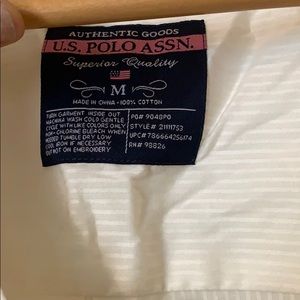 AUTHENTIC GOODS
U.S. POLO ASSN.
Superior Quality
M
MADE IN CHINA - 100% COTTON
TURN GARMENT INSIDE OUT
MACHINE WASH COLD GENTLE
CYCLE WITH LIKE COLORS ONLY
NON-CHLORINE BLEACH WHEN
NEEDED TUMBLE DRY LOW
COOL IRON IF NECESSARY
DO NOT ON EMBROIDERY
PO# 9048PO
STYLE# 21111753
UPC#
RN# 98826